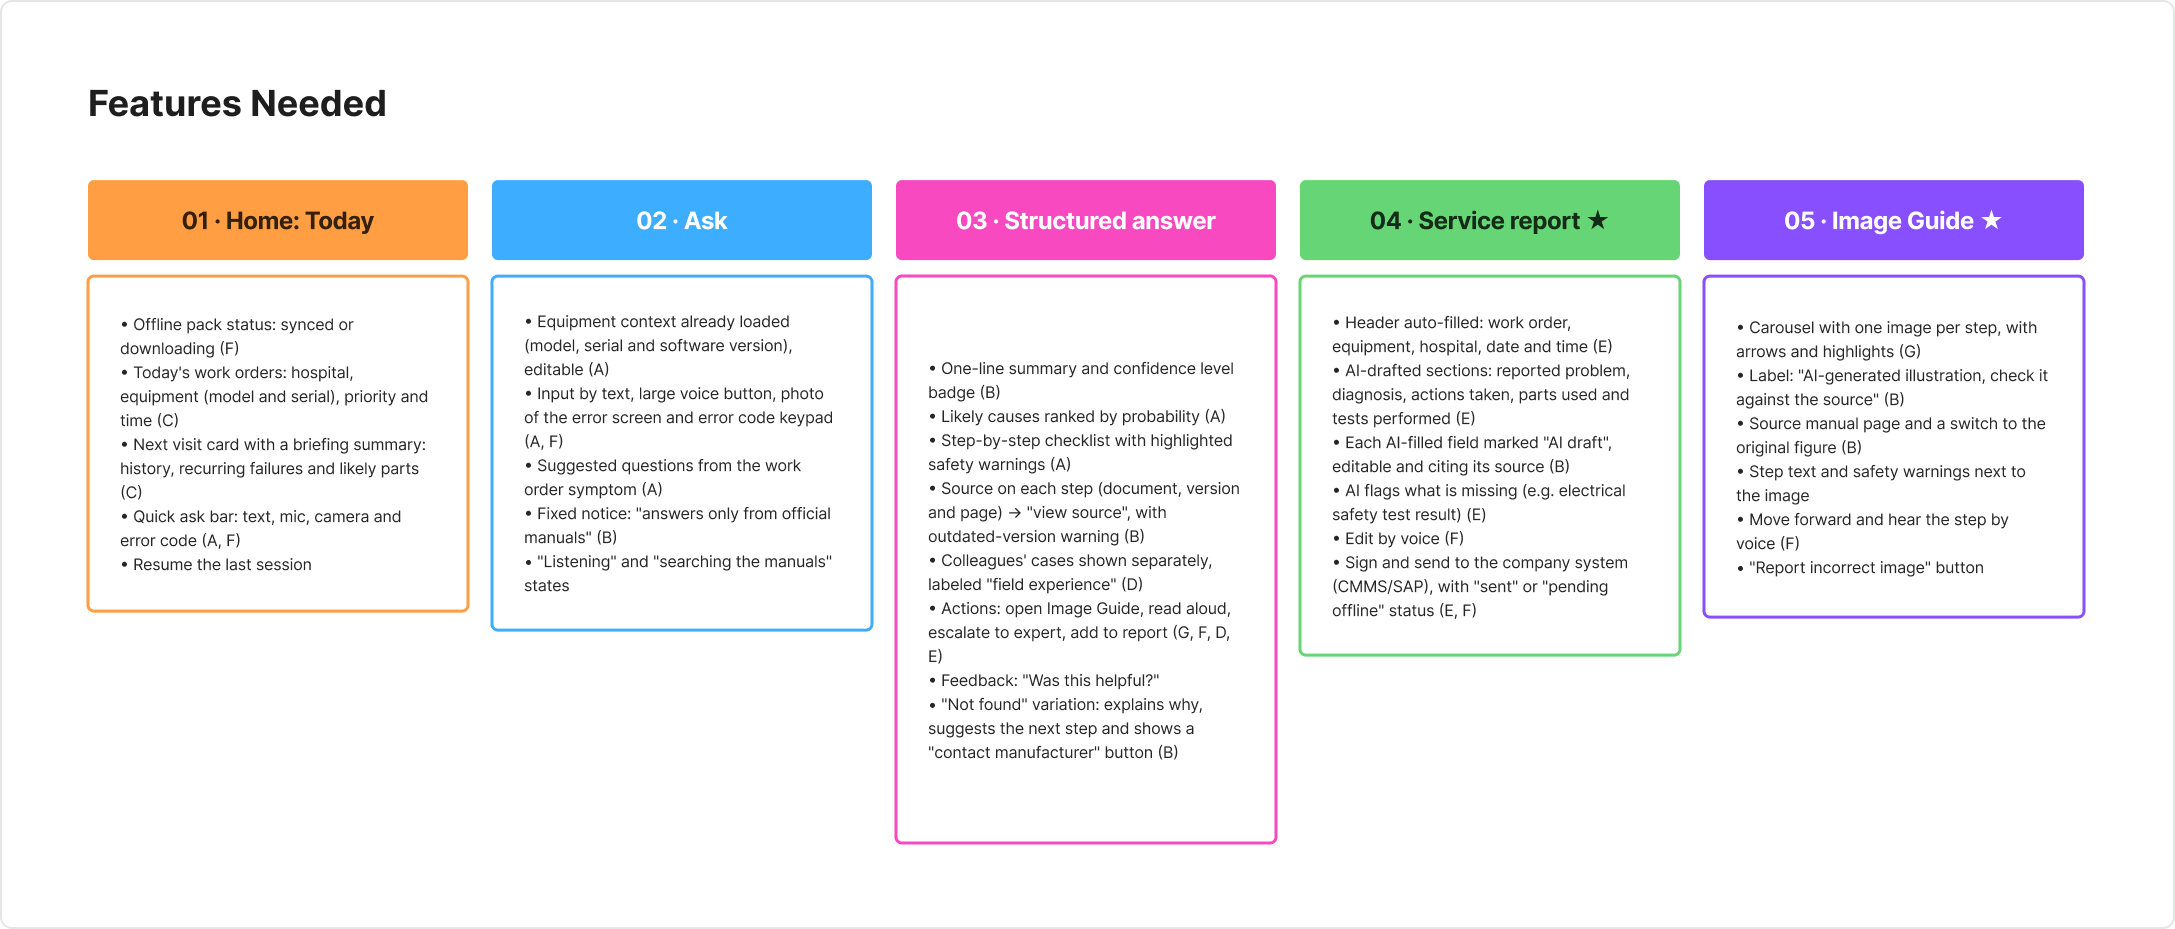 Features Needed
01 · Home: Today
• Offline pack status: synced or
downloading (F)
• Today's work orders: hospital,
equipment (model and serial), priority and
time (C)
• Next visit card with a briefing summary:
history, recurring failures and likely parts
(C)
• Quick ask bar: text, mic, camera and
error code (A, F)
• Resume the last session
02 · Ask
• Equipment context already loaded
(model, serial and software version),
editable (A)
• Input by text, large voice button, photo
of the error screen and error code keypad
(A, F)
• Suggested questions from the work
order symptom (A)
• Fixed notice: "answers only from official
manuals" (B)
• "Listening" and "searching the manuals"
states
03 · Structured answer
• One-line summary and confidence level
badge (B)
• Likely causes ranked by probability (A)
• Step-by-step checklist with highlighted
safety warnings (A)
• Source on each step (document, version
and page) → "view source", with
outdated-version warning (B)
• Colleagues' cases shown separately,
labeled "field experience" (D)
• Actions: open Image Guide, read aloud,
escalate to expert, add to report (G, F, D,
E)
• Feedback: "Was this helpful?"
• "Not found" variation: explains why,
suggests the next step and shows a
"contact manufacturer" button (B)
04 · Service report ★
• Header auto-filled: work order,
equipment, hospital, date and time (E)
• AI-drafted sections: reported problem,
diagnosis, actions taken, parts used and
tests performed (E)
• Each AI-filled field marked "AI draft",
editable and citing its source (B)
• AI flags what is missing (e.g. electrical
safety test result) (E)
• Edit by voice (F)
• Sign and send to the company system
(CMMS/SAP), with "sent" or "pending
offline" status (E, F)
05 · Image Guide ★
• Carousel with one image per step, with
arrows and highlights (G)
• Label: "AI-generated illustration, check it
against the source" (B)
• Source manual page and a switch to the
original figure (B)
• Step text and safety warnings next to
the image
• Move forward and hear the step by
voice (F)
• "Report incorrect image" button